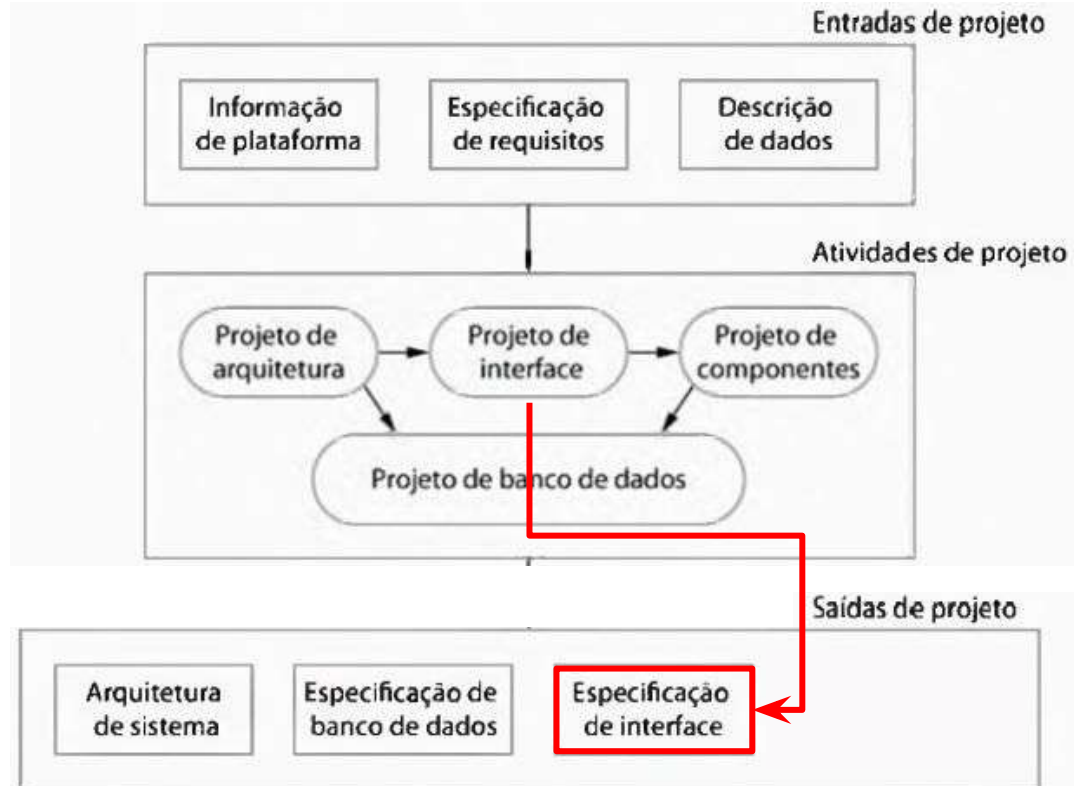 Entradas de projeto
Informação
de plataforma
Especificação
de requisitos
Descrição
de dados
Atividades de projeto
Projeto de
arquitetura
Projeto de
interface
Projeto de
componentes
Projeto de banco de dados
Saídas de projeto
Arquitetura
de sistema
Especificação de
banco de dados
Especificação
de interface